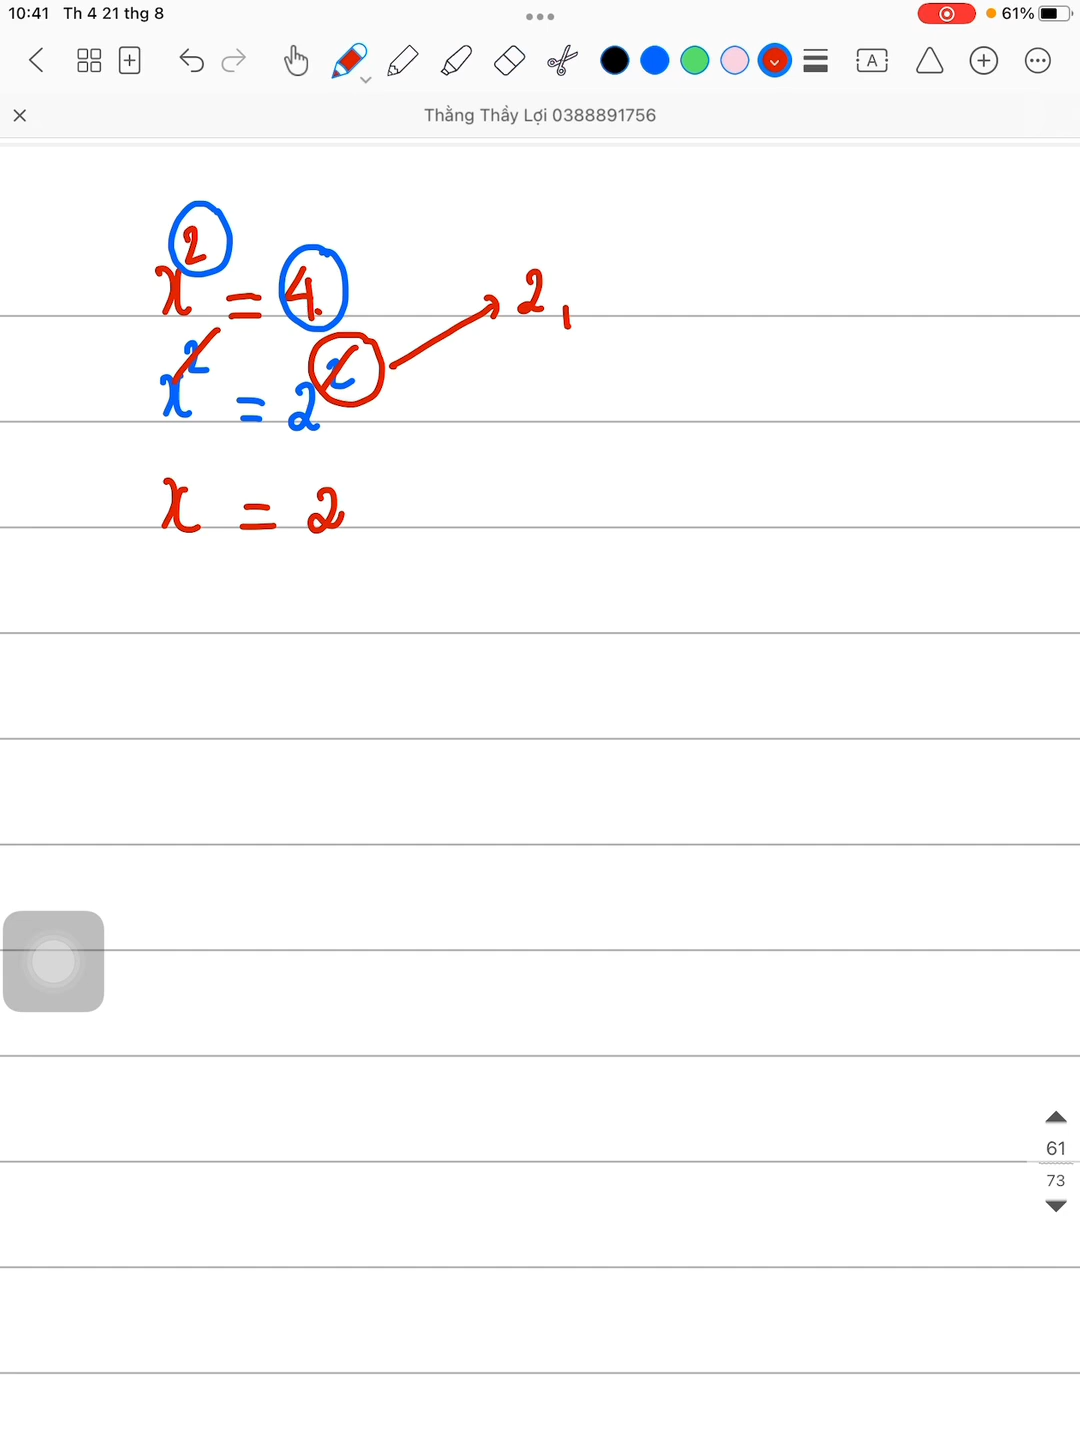 10:41 Th 4 21 thg 8
61%
A
Thằng Thầy Lợi 0388891756
x² = 4
x² = 2²
2,
x = 2
61
73